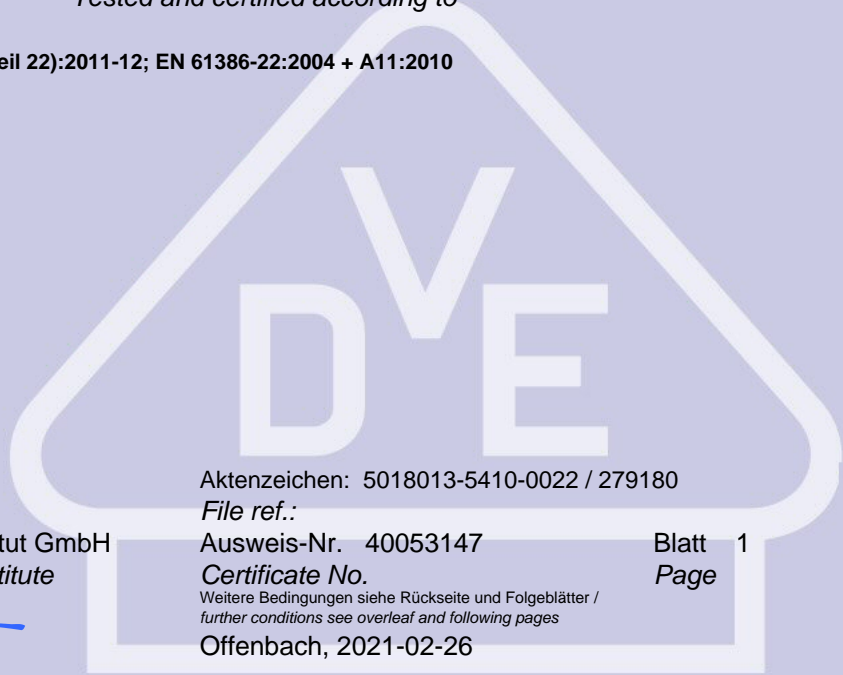 Tested and certified according to
eil 22):2011-12; EN 61386-22:2004 + A11:2010
VDE
Aktenzeichen: 5018013-5410-0022 / 279180
File ref.:
tut GmbH Ausweis-Nr. 40053147 Blatt 1
titute Certificate No. Page
Weitere Bedingungen siehe Rückseite und Folgeblätter /
further conditions see overleaf and following pages
Offenbach, 2021-02-26